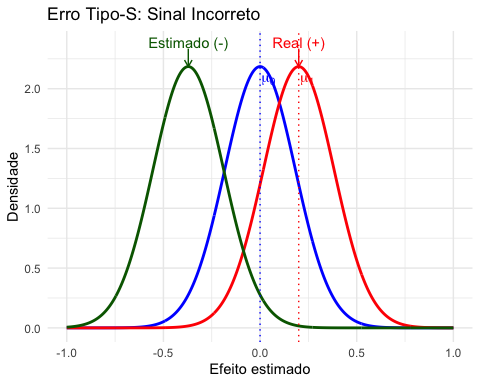 Erro Tipo-S: Sinal Incorreto
Estimado (-)
Real (+)
μ₀
2.0
1.5
1.0
0.5
0.0
Densidade
-1.0
-0.5
0.0
0.5
1.0
Efeito estimado